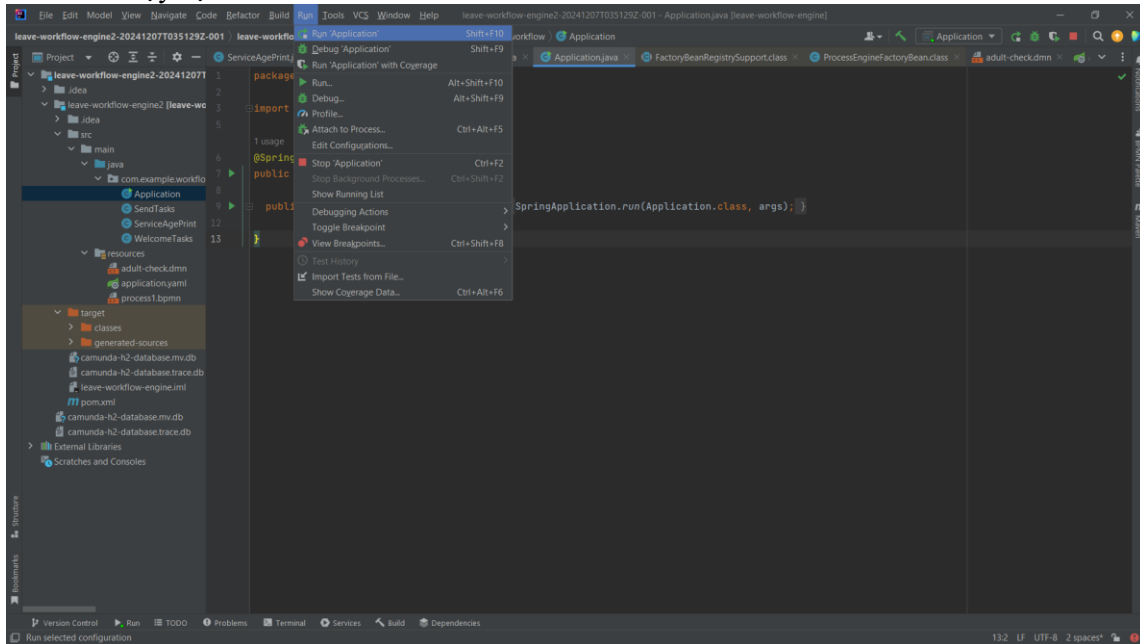 File Edit Model View Navigate Code Refactor Build Run Tools VCS Window Help leave-workflow-engine2-20241207T035129Z-001 - Application.java [leave-workflow-engine]
leave-workflow-engine2-20241207T035129Z-001 leave-workflo orkflow Application Application
Project ServiceAgePrint.j Application.java FactoryBeanRegistrySupport.class ProcessEngineFactoryBean.class adult-check.dmn
Run 'Application' Shift+F10
Debug 'Application' Shift+F9
Run 'Application' with Coverage
Run... Alt+Shift+F10
Debug... Alt+Shift+F9
Profile...
Attach to Process... Ctrl+Alt+F5
Edit Configurations...
Stop 'Application' Ctrl+F2
Stop Background Processes... Ctrl+Shift+F2
Show Running List
Debugging Actions
Toggle Breakpoint
View Breakpoints... Ctrl+Shift+F8
Test History
Import Tests from File...
Show Coverage Data... Ctrl+Alt+F6
leave-workflow-engine2-20241207T
.idea
leave-workflow-engine2 [leave-wo
.idea
src
main
java
com.example.workflo
Application
SendTasks
ServiceAgePrint
WelcomeTasks
resources
adult-check.dmn
application.yaml
process1.bpmn
target
classes
generated-sources
camunda-h2-database.mv.db
camunda-h2-database.trace.db
leave-workflow-engine.iml
pom.xml
camunda-h2-database.mv.db
camunda-h2-database.trace.db
External Libraries
Scratches and Consoles
1 package
2
3 import
5
1 usage
6 @Spring
7 public
8
9 publi SpringApplication.run(Application.class, args); }
12
13 }
Project
Structure
Bookmarks
Notifications
BPMN Palette
Maven
Version Control Run TODO Problems Terminal Services Build Dependencies
Run selected configuration 13:2 LF UTF-8 2 spaces*